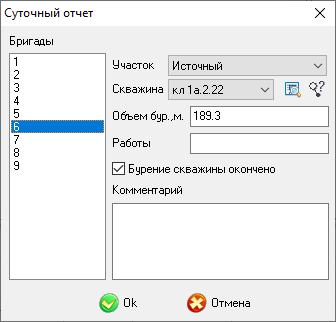 Суточный отчет
Бригады
1
2
3
4
5
6
7
8
9
Участок Источный
Скважина кл 1а.2.22
Объем бур.,м. 189.3
Работы
Бурение скважины окончено
Комментарий
Ok Отмена